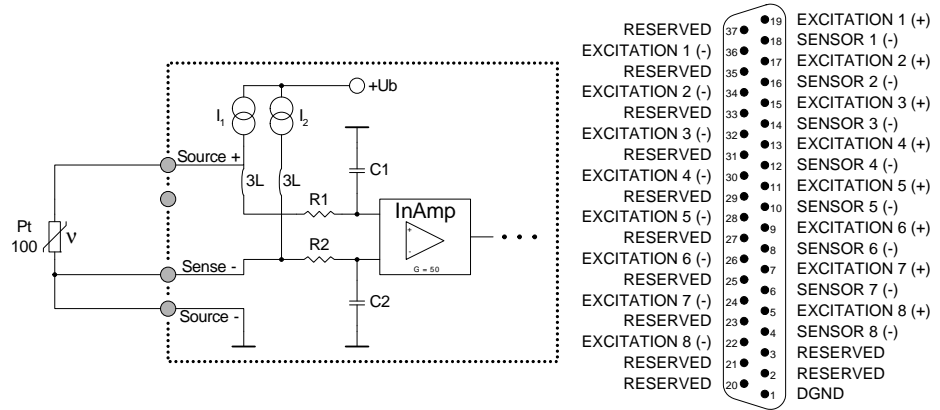 +Ub
I1
I2
Source +
3L
3L
C1
R1
InAmp
+
-
G = 50
Pt
100
ν
R2
Sense -
C2
Source -
RESERVED 37
EXCITATION 1 (-) 36
RESERVED 35
EXCITATION 2 (-) 34
RESERVED 33
EXCITATION 3 (-) 32
RESERVED 31
EXCITATION 4 (-) 30
RESERVED 29
EXCITATION 5 (-) 28
RESERVED 27
EXCITATION 6 (-) 26
RESERVED 25
EXCITATION 7 (-) 24
RESERVED 23
EXCITATION 8 (-) 22
RESERVED 21
RESERVED 20
19 EXCITATION 1 (+)
18 SENSOR 1 (-)
17 EXCITATION 2 (+)
16 SENSOR 2 (-)
15 EXCITATION 3 (+)
14 SENSOR 3 (-)
13 EXCITATION 4 (+)
12 SENSOR 4 (-)
11 EXCITATION 5 (+)
10 SENSOR 5 (-)
9 EXCITATION 6 (+)
8 SENSOR 6 (-)
7 EXCITATION 7 (+)
6 SENSOR 7 (-)
5 EXCITATION 8 (+)
4 SENSOR 8 (-)
3 RESERVED
2 RESERVED
1 DGND